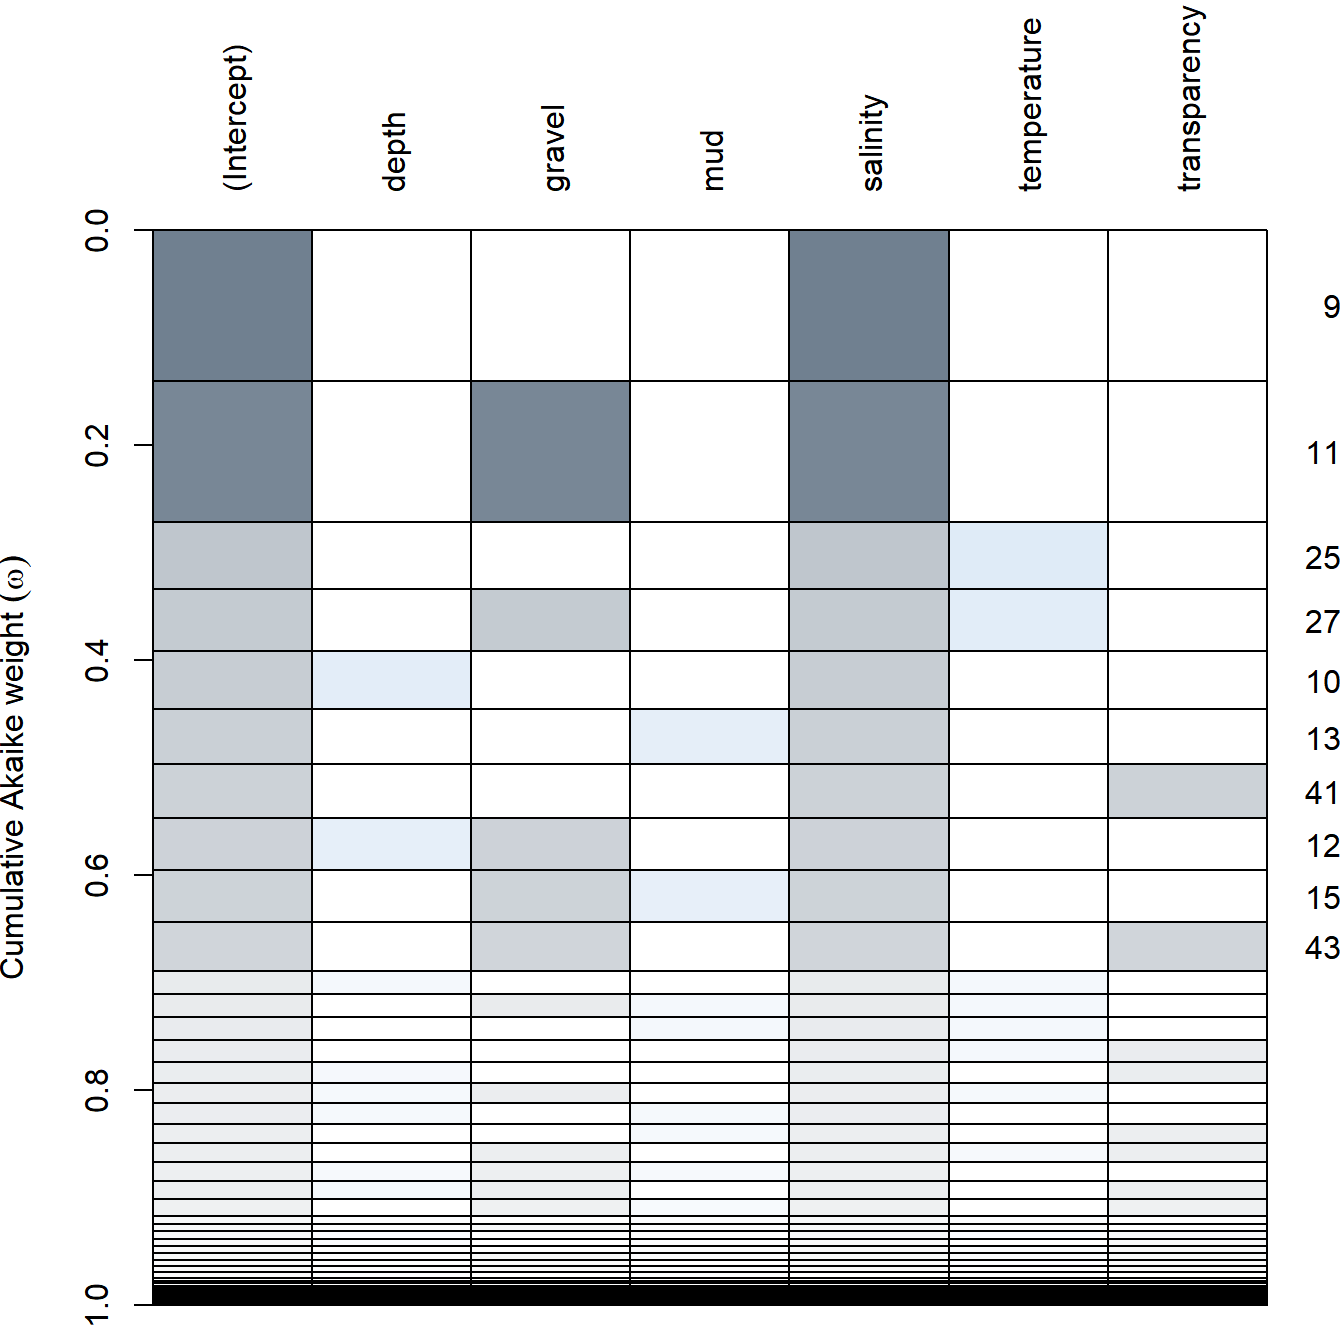 (Intercept)
depth
gravel
mud
salinity
temperature
transparency
Cumulative Akaike weight (ω)
0.0
0.2
0.4
0.6
0.8
1.0
9
11
25
27
10
13
41
12
15
43